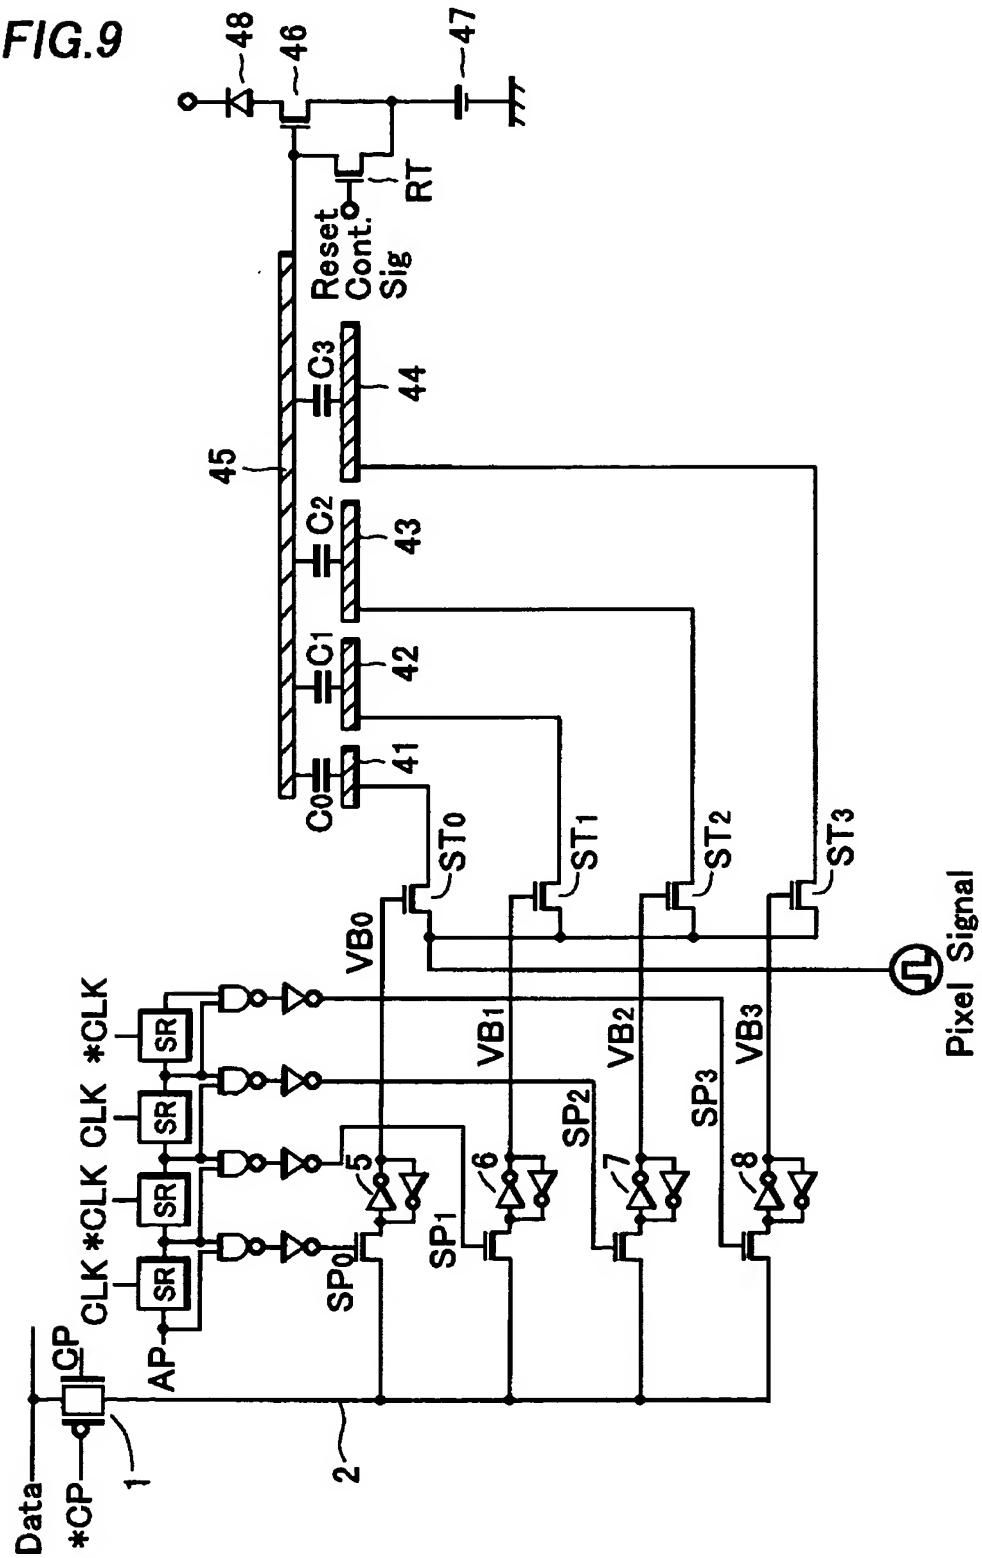 FIG.9
48
46
47
RT
Reset
Cont.
Sig
45
C0
C1
C2
C3
41
42
43
44
ST0
ST1
ST2
ST3
VB0
VB1
VB2
VB3
CLK
*CLK
CLK
*CLK
SR
SR
SR
SR
AP
SP0
SP1
SP2
SP3
5
6
7
8
Data
*CP
CP
1
2
Pixel Signal